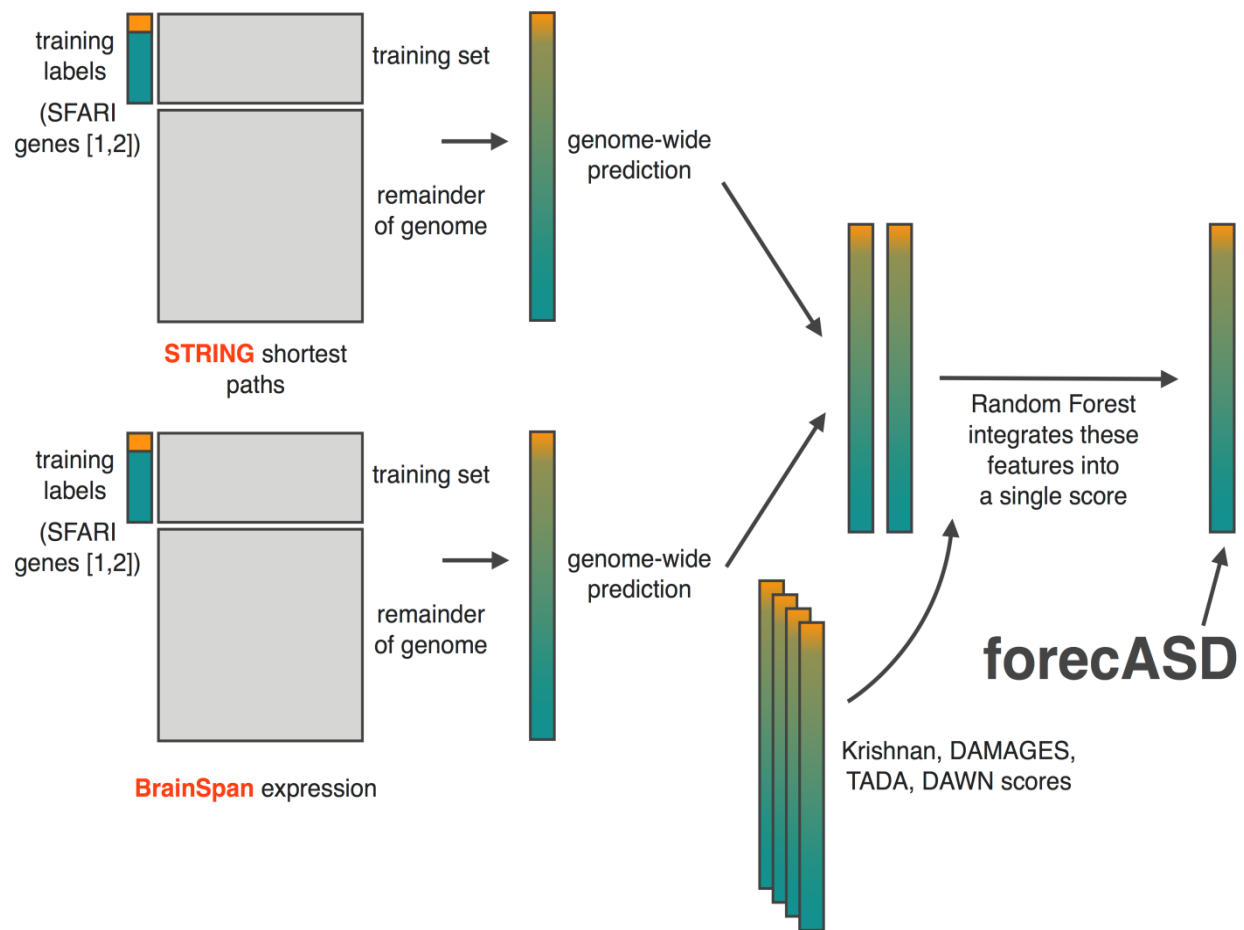 training
labels
(SFARI
genes [1,2])
training set
remainder
of genome
STRING shortest
paths
genome-wide
prediction
training
labels
(SFARI
genes [1,2])
training set
remainder
of genome
BrainSpan expression
genome-wide
prediction
Random Forest
integrates these
features into
a single score
Krishnan, DAMAGES,
TADA, DAWN scores
forecASD